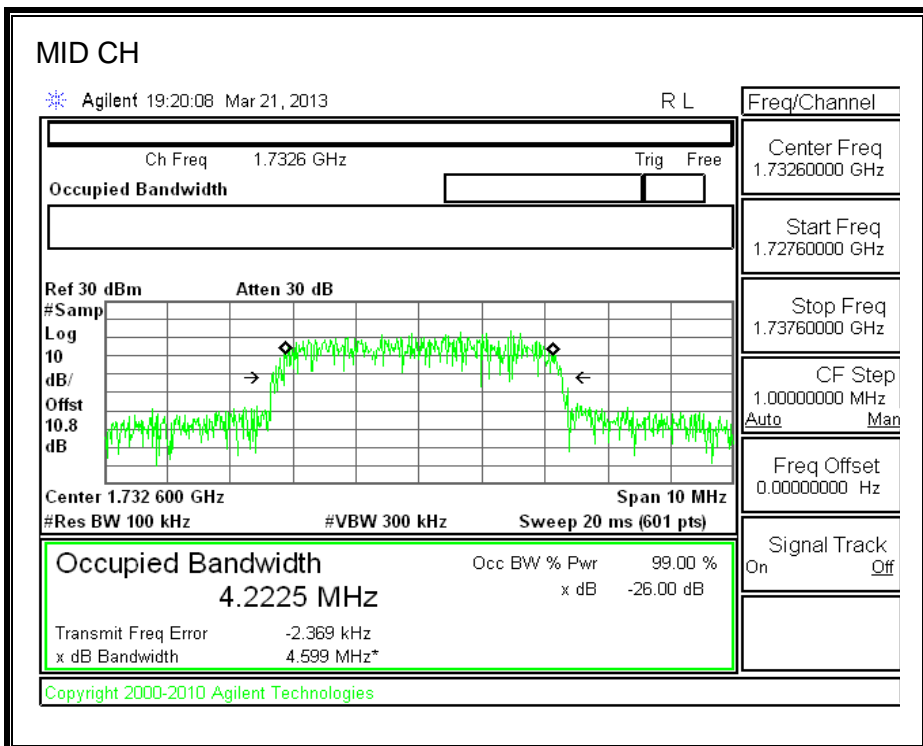 MID CH
Agilent 19:20:08 Mar 21, 2013 R L
Freq/Channel
Ch Freq 1.7326 GHz Trig Free
Occupied Bandwidth
Center Freq
1.73260000 GHz
Start Freq
1.72760000 GHz
Stop Freq
1.73760000 GHz
CF Step
1.00000000 MHz
Auto Man
Freq Offset
0.00000000 Hz
Signal Track
On Off
Ref 30 dBm Atten 30 dB
#Samp
Log
10
dB/
Offst
10.8
dB
Center 1.732 600 GHz Span 10 MHz
#Res BW 100 kHz #VBW 300 kHz Sweep 20 ms (601 pts)
Occupied Bandwidth Occ BW % Pwr 99.00 %
4.2225 MHz x dB -26.00 dB
Transmit Freq Error -2.369 kHz
x dB Bandwidth 4.599 MHz*
Copyright 2000-2010 Agilent Technologies